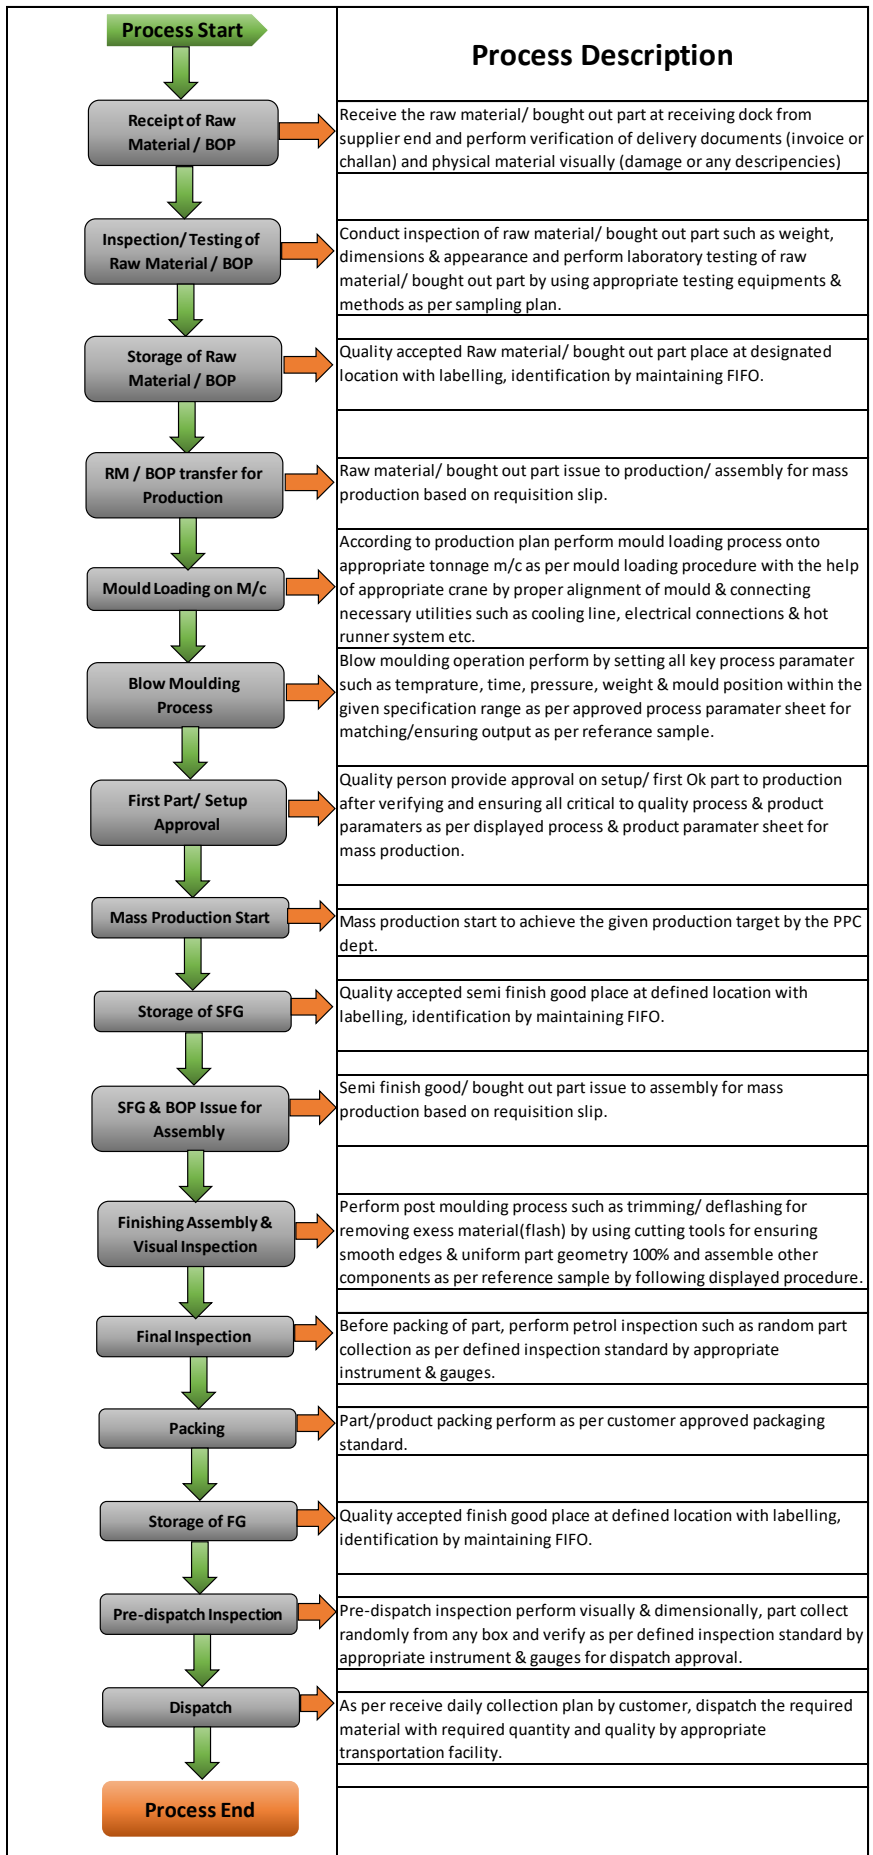 Process Start
Process Description
Receipt of Raw
Material / BOP
Receive the raw material/ bought out part at receiving dock from
supplier end and perform verification of delivery documents (invoice or
challan) and physical material visually (damage or any descripencies)
Inspection/ Testing of
Raw Material / BOP
Conduct inspection of raw material/ bought out part such as weight,
dimensions & appearance and perform laboratory testing of raw
material/ bought out part by using appropriate testing equipments &
methods as per sampling plan.
Storage of Raw
Material / BOP
Quality accepted Raw material/ bought out part place at designated
location with labelling, identification by maintaining FIFO.
RM / BOP transfer for
Production
Raw material/ bought out part issue to production/ assembly for mass
production based on requisition slip.
Mould Loading on M/c
According to production plan perform mould loading process onto
appropriate tonnage m/c as per mould loading procedure with the help
of appropriate crane by proper alignment of mould & connecting
necessary utilities such as cooling line, electrical connections & hot
runner system etc.
Blow Moulding
Process
Blow moulding operation perform by setting all key process paramater
such as temprature, time, pressure, weight & mould position within the
given specification range as per approved process paramater sheet for
matching/ensuring output as per referance sample.
First Part/ Setup
Approval
Quality person provide approval on setup/ first Ok part to production
after verifying and ensuring all critical to quality process & product
paramaters as per displayed process & product paramater sheet for
mass production.
Mass Production Start
Mass production start to achieve the given production target by the PPC
dept.
Storage of SFG
Quality accepted semi finish good place at defined location with
labelling, identification by maintaining FIFO.
SFG & BOP Issue for
Assembly
Semi finish good/ bought out part issue to assembly for mass
production based on requisition slip.
Finishing Assembly &
Visual Inspection
Perform post moulding process such as trimming/ deflashing for
removing exess material(flash) by using cutting tools for ensuring
smooth edges & uniform part geometry 100% and assemble other
components as per reference sample by following displayed procedure.
Final Inspection
Before packing of part, perform petrol inspection such as random part
collection as per defined inspection standard by appropriate
instrument & gauges.
Packing
Part/product packing perform as per customer approved packaging
standard.
Storage of FG
Quality accepted finish good place at defined location with labelling,
identification by maintaining FIFO.
Pre-dispatch Inspection
Pre-dispatch inspection perform visually & dimensionally, part collect
randomly from any box and verify as per defined inspection standard by
appropriate instrument & gauges for dispatch approval.
Dispatch
As per receive daily collection plan by customer, dispatch the required
material with required quantity and quality by appropriate
transportation facility.
Process End